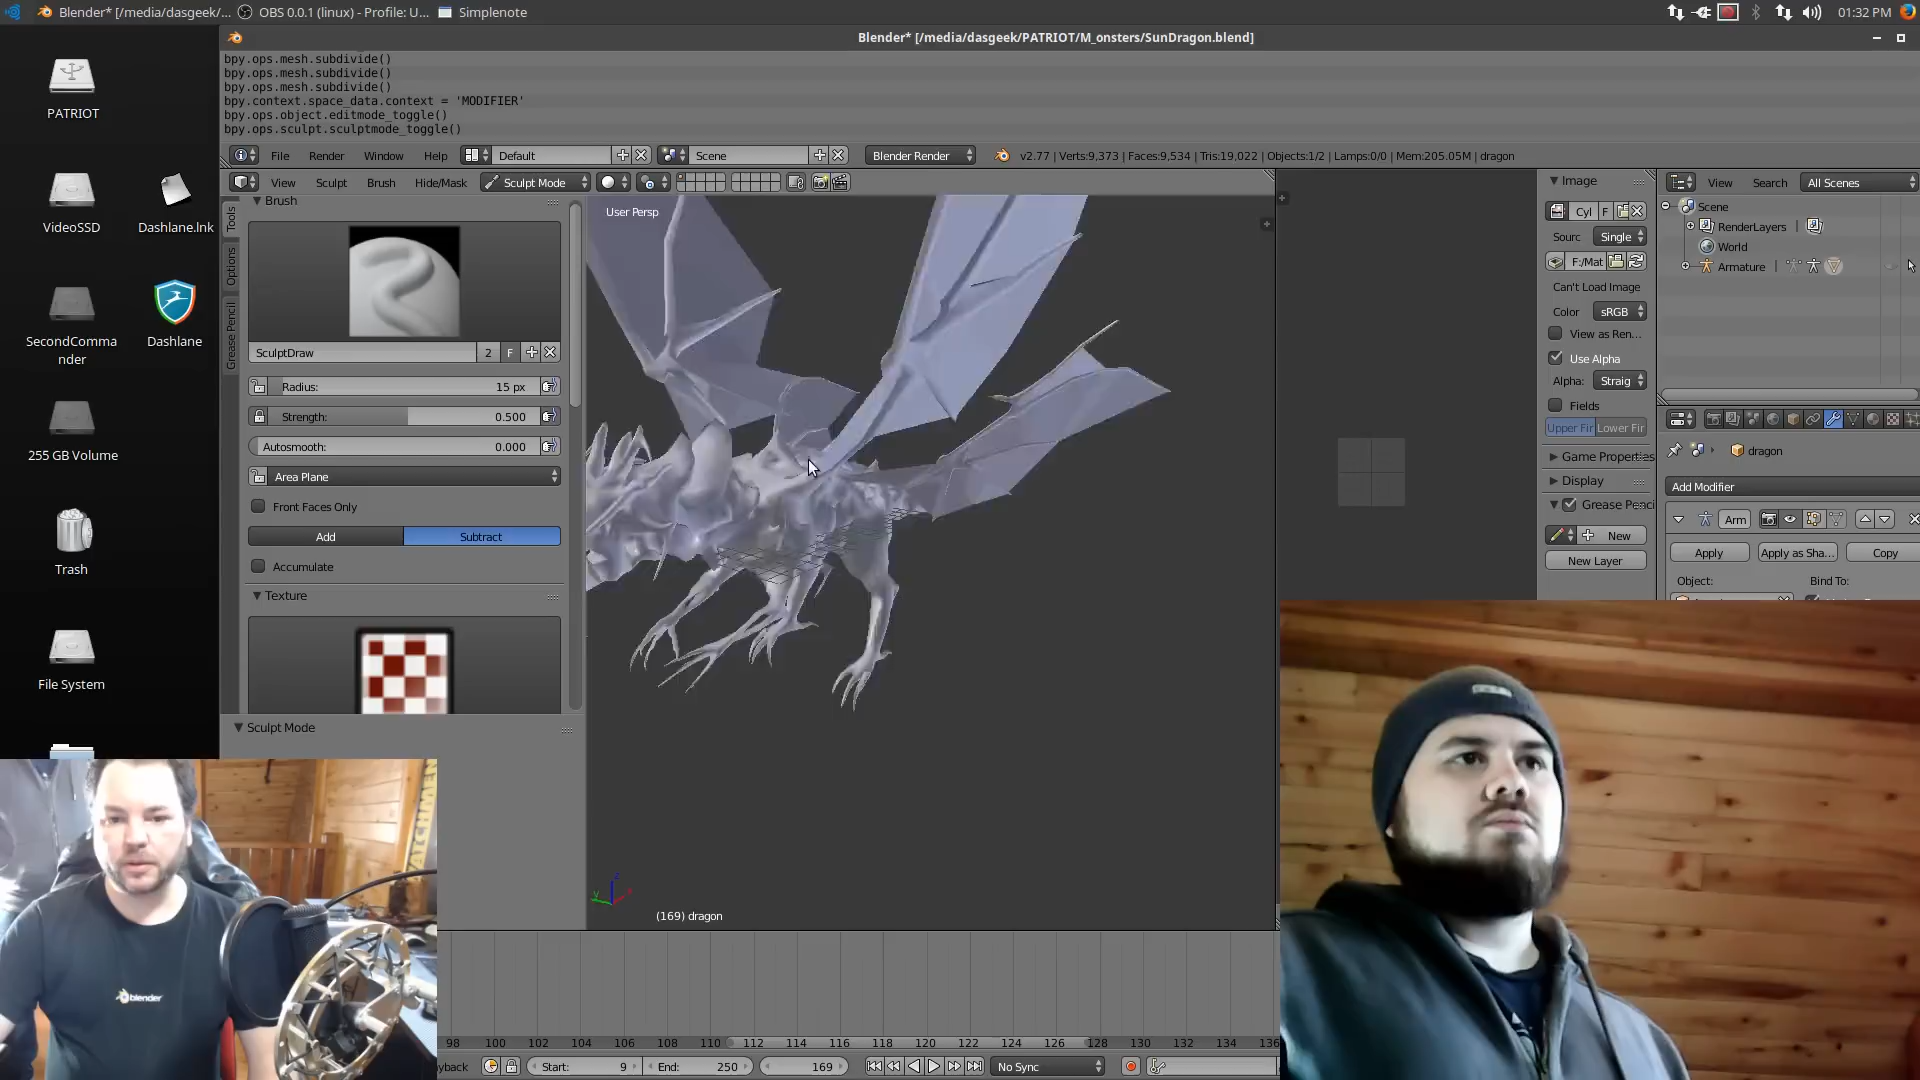 Blender* [/media/dasgeek/...
OBS 0.0.1 (linux) - Profile: U...
Simplenote
01:32 PM
Blender* [/media/dasgeek/PATRIOT/M_onsters/SunDragon.blend]
bpy.ops.mesh.subdivide()
bpy.ops.mesh.subdivide()
bpy.ops.mesh.subdivide()
bpy.context.space_data.context = 'MODIFIER'
bpy.ops.object.editmode_toggle()
bpy.ops.sculpt.sculptmode_toggle()
File Render Window Help Default Scene Blender Render v2.77 | Verts:9,373 | Faces:9,534 | Tris:19,022 | Objects:1/2 | Lamps:0/0 | Mem:205.05M | dragon
View Sculpt Brush Hide/Mask Sculpt Mode
PATRIOT
VideoSSD
Dashlane.lnk
SecondComma
nder
Dashlane
255 GB Volume
Trash
File System
Tools
Options
Grease Pencil
Brush
SculptDraw 2 F
Radius: 15 px
Strength: 0.500
Autosmooth: 0.000
Area Plane
Front Faces Only
Add Subtract
Accumulate
Texture
Sculpt Mode
User Persp
(169) dragon
Image
Cyl F
Sourc Single
F:/Mat
Can't Load Image
Color sRGB
View as Ren...
Use Alpha
Alpha: Straig
Fields
Upper Fir Lower Fir
Game Properties
Display
Grease Penci
New
New Layer
View Search All Scenes
Scene
RenderLayers
World
Armature
dragon
Add Modifier
Arm
Apply Apply as Sha... Copy
Object: Bind To:
blender
98 100 102 104 106 108 110 112 114 116 118 120 122 124 126 128 130 132 134 136
yback Start: 9 End: 250 169 No Sync